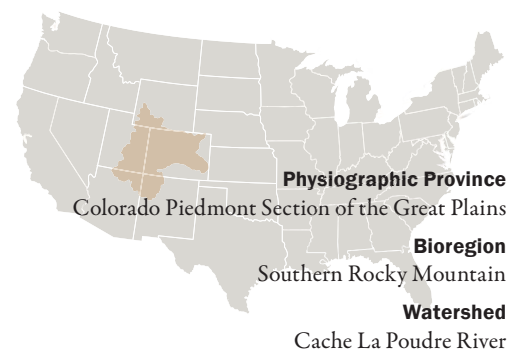 Physiographic Province
Colorado Piedmont Section of the Great Plains
Bioregion
Southern Rocky Mountain
Watershed
Cache La Poudre River